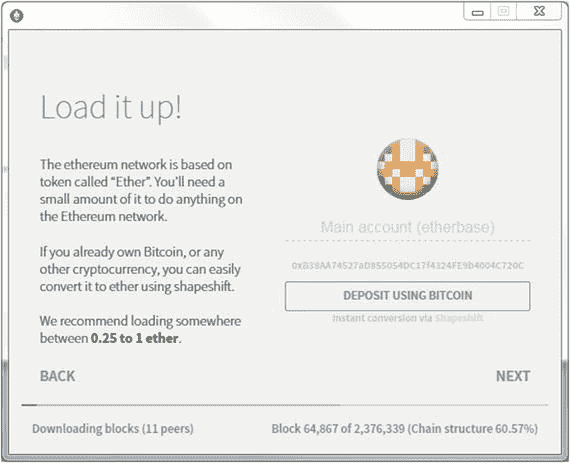 Load it up!
The ethereum network is based on
token called “Ether”. You’ll need a
small amount of it to do anything on
the Ethereum network.
If you already own Bitcoin, or any
other cryptocurrency, you can easily
convert it to ether using shapeshift.
We recommend loading somewhere
between 0.25 to 1 ether.
Main account (etherbase)
0xB38AA74527aD855054DC17f4324FE9b4004C720C
DEPOSIT USING BITCOIN
Instant conversion via Shapeshift
BACK
NEXT
Downloading blocks (11 peers)
Block 64,867 of 2,376,339 (Chain structure 60.57%)